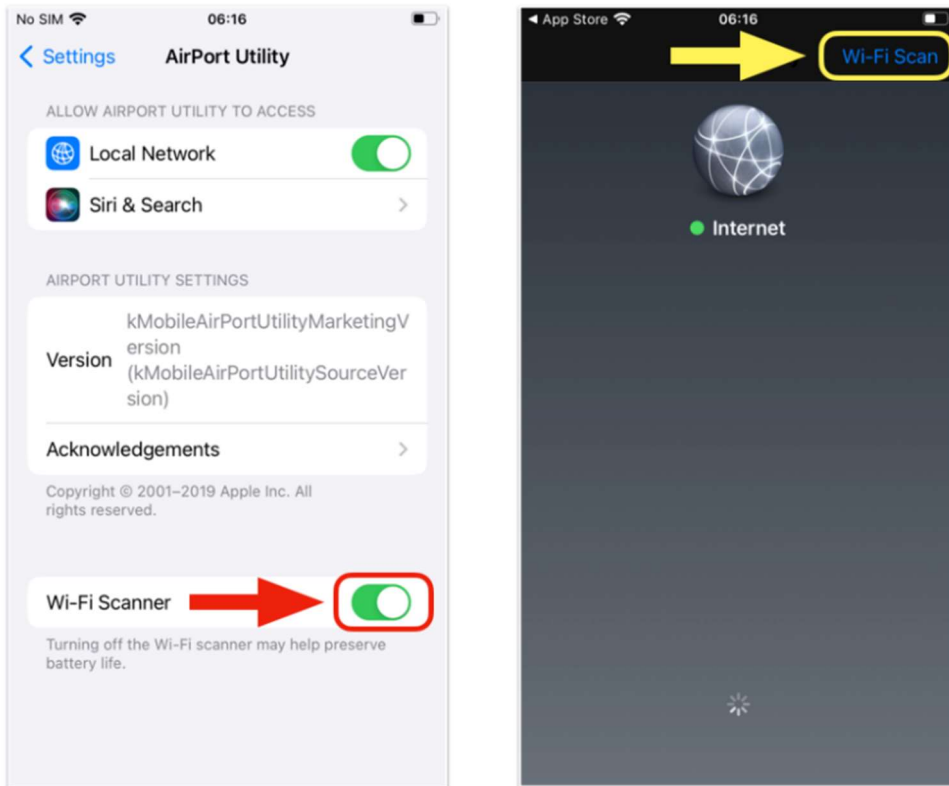 No SIM 06:16
Settings AirPort Utility
ALLOW AIRPORT UTILITY TO ACCESS
Local Network
Siri & Search
AIRPORT UTILITY SETTINGS
Version
kMobileAirPortUtilityMarketingV
ersion
(kMobileAirPortUtilitySourceVer
sion)
Acknowledgements
Copyright © 2001–2019 Apple Inc. All
rights reserved.
Wi-Fi Scanner
Turning off the Wi-Fi scanner may help preserve
battery life.
App Store 06:16
Wi-Fi Scan
Internet